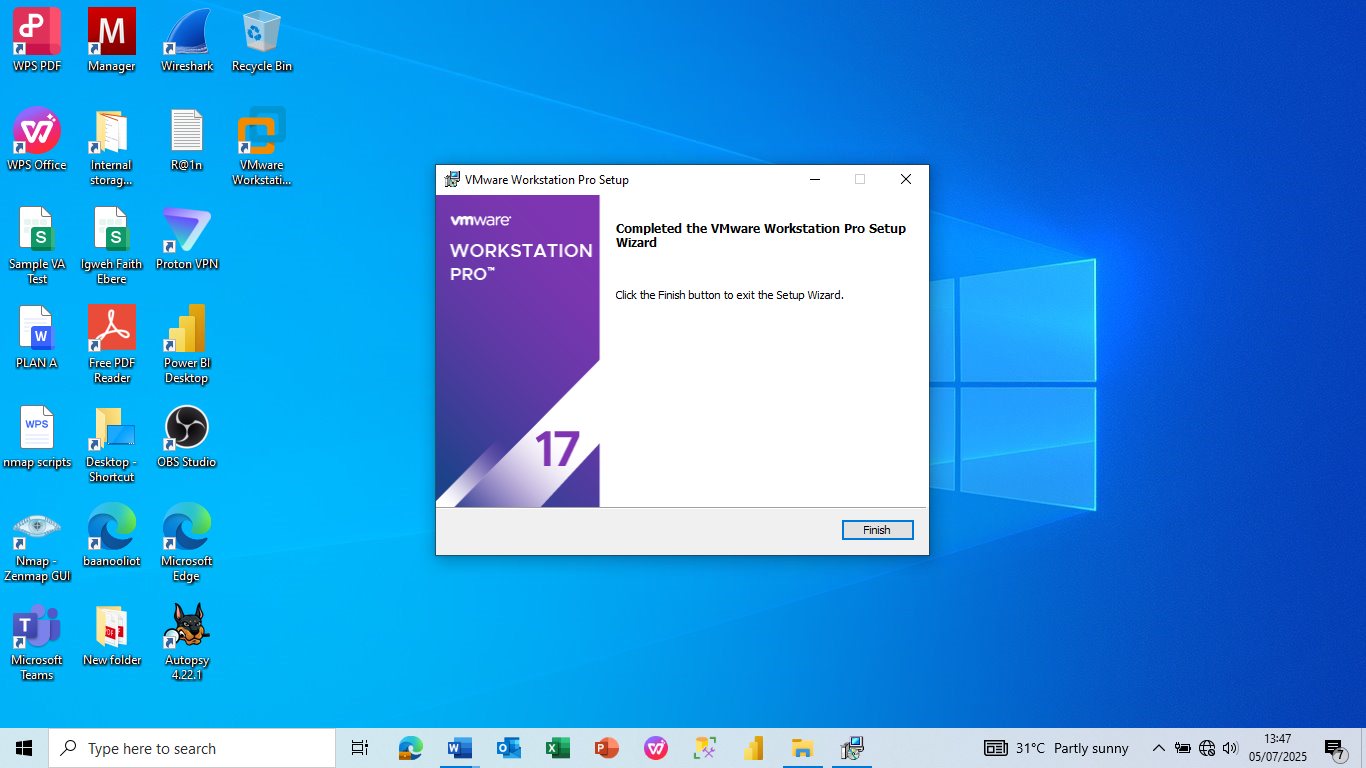 WPS PDF
Manager
Wireshark
Recycle Bin
WPS Office
Internal
storag...
R@1n
VMware
Workstati...
Sample VA
Test
Igweh Faith
Ebere
Proton VPN
PLAN A
Free PDF
Reader
Power BI
Desktop
WPS
nmap scripts
Desktop -
Shortcut
OBS Studio
Nmap -
Zenmap GUI
baanooliot
Microsoft
Edge
Microsoft
Teams
New folder
Autopsy
4.22.1
VMware Workstation Pro Setup
vmware®
WORKSTATION
PRO™
17
Completed the VMware Workstation Pro Setup
Wizard
Click the Finish button to exit the Setup Wizard.
Finish
Type here to search
31°C Partly sunny
13:47
05/07/2025
7